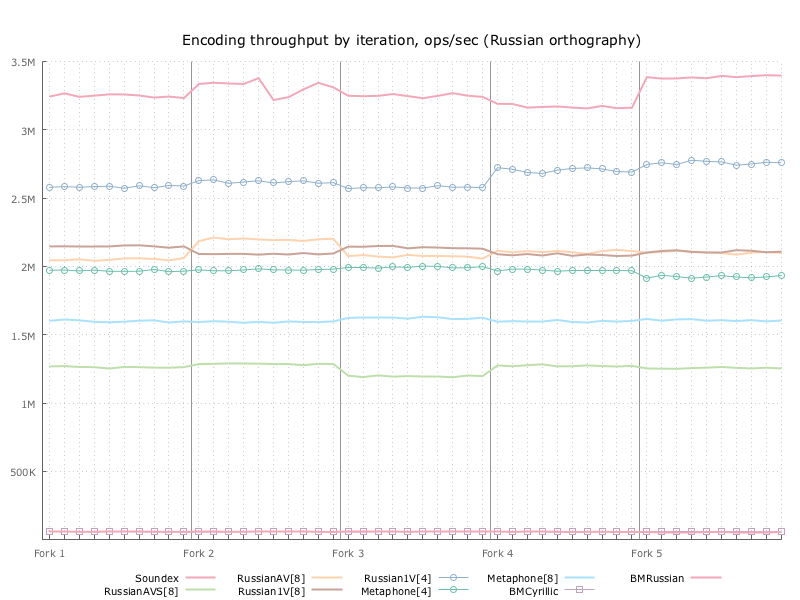 Encoding throughput by iteration, ops/sec (Russian orthography)
3.5M
3M
2.5M
2M
1.5M
1M
500K
Fork 1 Fork 2 Fork 3 Fork 4 Fork 5
Soundex RussianAV[8] Russian1V[4] Metaphone[8] BMRussian
RussianAVS[8] Russian1V[8] Metaphone[4] BMCyrillic